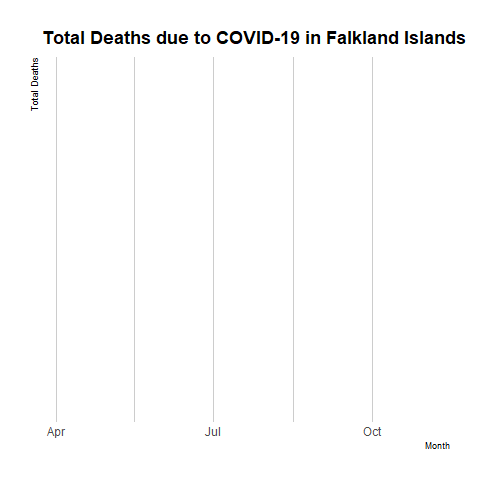 Total Deaths due to COVID-19 in Falkland Islands
Total Deaths
Apr
Jul
Oct
Month